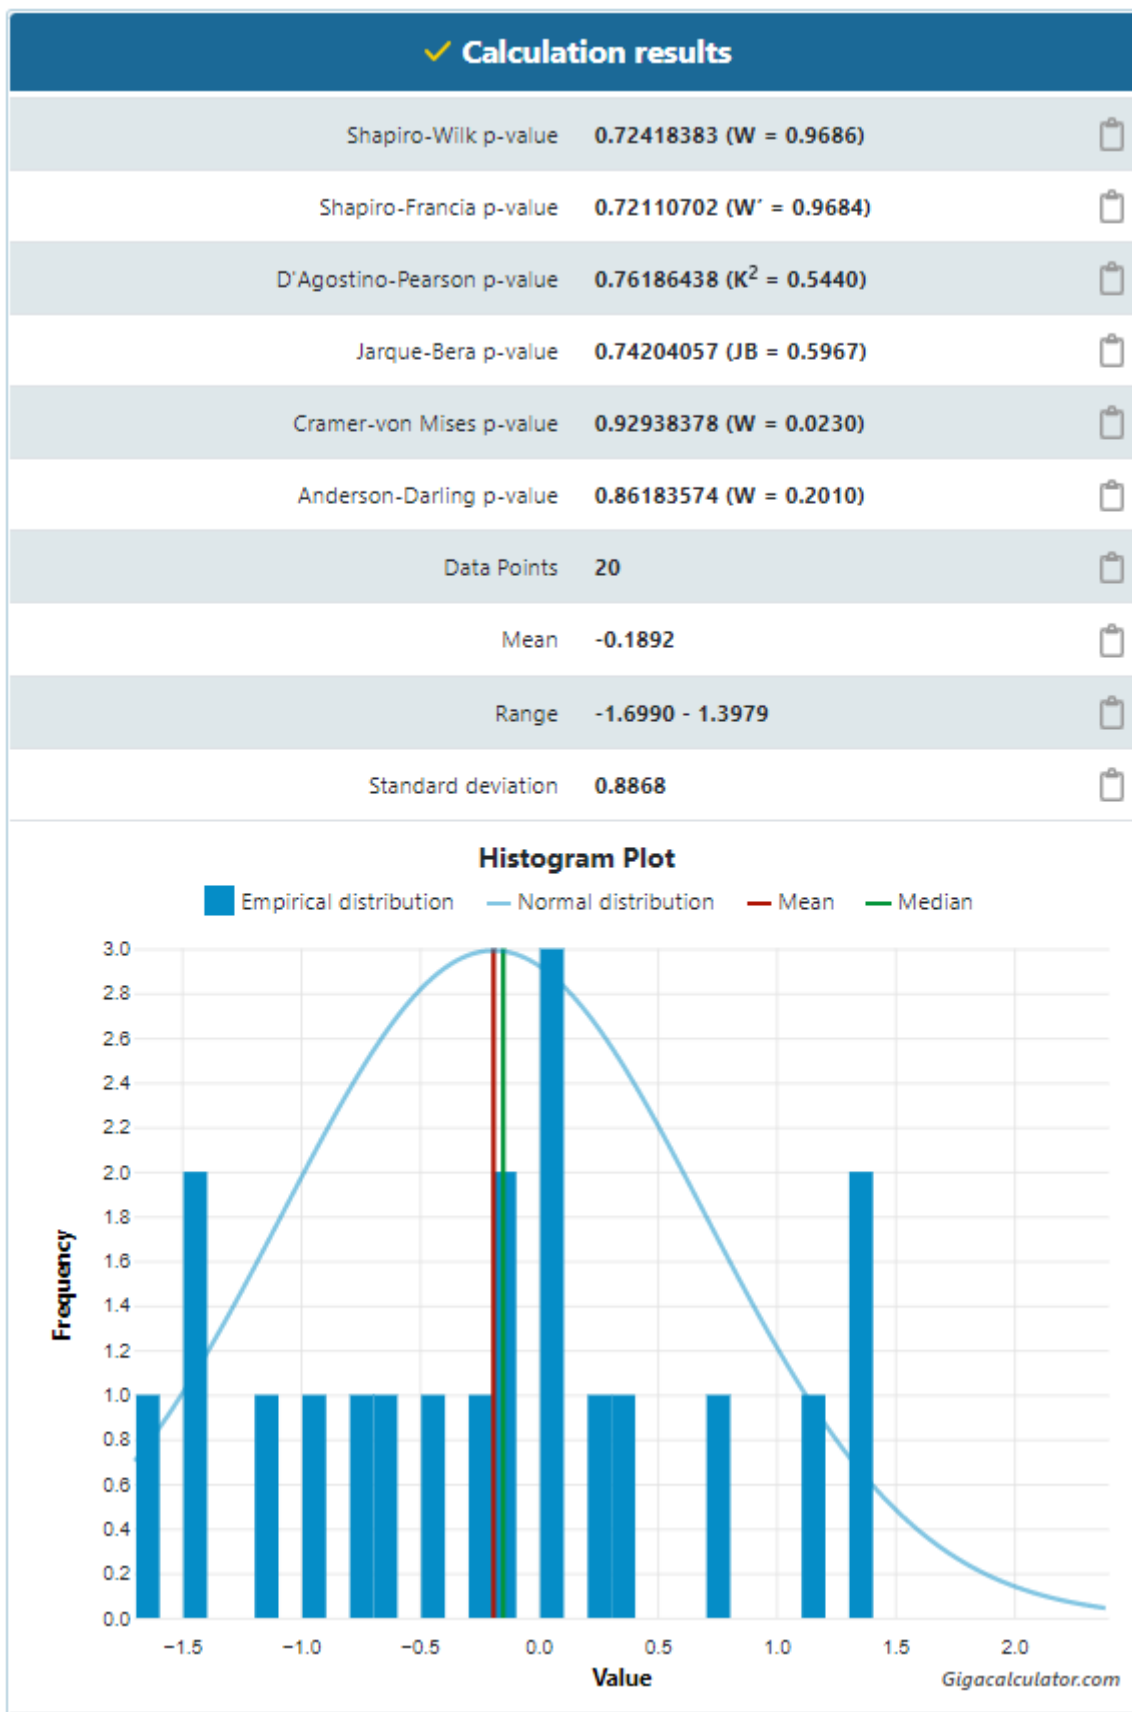 Calculation results
Shapiro-Wilk p-value 0.72418383 (W = 0.9686)
Shapiro-Francia p-value 0.72110702 (W´ = 0.9684)
D'Agostino-Pearson p-value 0.76186438 (K² = 0.5440)
Jarque-Bera p-value 0.74204057 (JB = 0.5967)
Cramer-von Mises p-value 0.92938378 (W = 0.0230)
Anderson-Darling p-value 0.86183574 (W = 0.2010)
Data Points 20
Mean -0.1892
Range -1.6990 - 1.3979
Standard deviation 0.8868
Histogram Plot
Empirical distribution Normal distribution Mean Median
3.0
2.8
2.6
2.4
2.2
2.0
1.8
1.6
1.4
1.2
1.0
0.8
0.6
0.4
0.2
0.0
Frequency
−1.5 −1.0 −0.5 0.0 0.5 1.0 1.5 2.0
Value
Gigacalculator.com